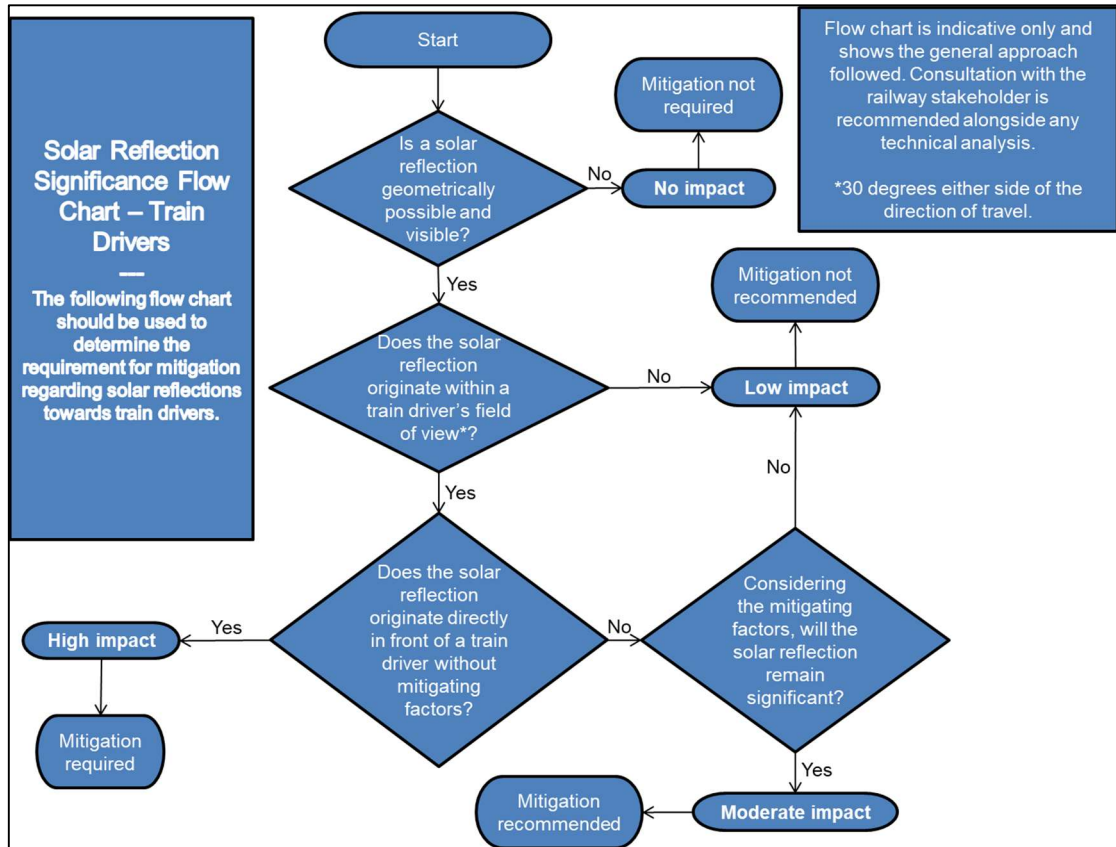 Solar Reflection
Significance Flow
Chart – Train
Drivers
---
The following flow chart
should be used to
determine the
requirement for mitigation
regarding solar reflections
towards train drivers.
Start
Flow chart is indicative only and
shows the general approach
followed. Consultation with the
railway stakeholder is
recommended alongside any
technical analysis.
*30 degrees either side of the
direction of travel.
Mitigation not
required
Is a solar
reflection
geometrically
possible and
visible?
No
No impact
Yes
Mitigation not
recommended
Does the solar
reflection
originate within a
train driver's field
of view*?
No
Low impact
No
Yes
Does the solar
reflection
originate directly
in front of a train
driver without
mitigating
factors?
Yes
High impact
Mitigation
required
No
Considering
the mitigating
factors, will the
solar reflection
remain
significant?
Yes
Moderate impact
Mitigation
recommended